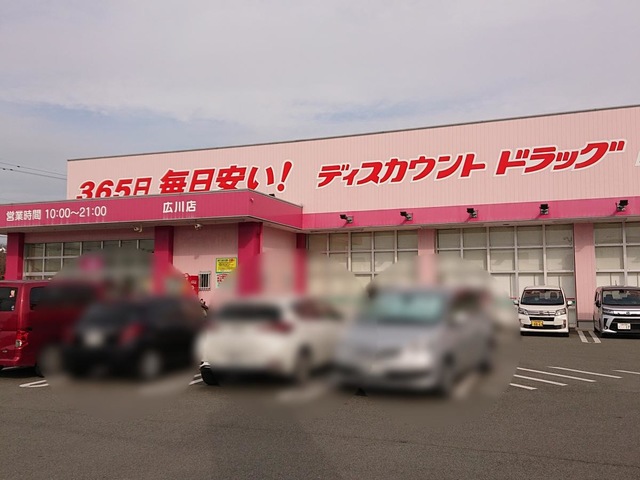 365日 毎日安い!
ディスカウント ドラッグ
営業時間 10:00～21:00
広川店